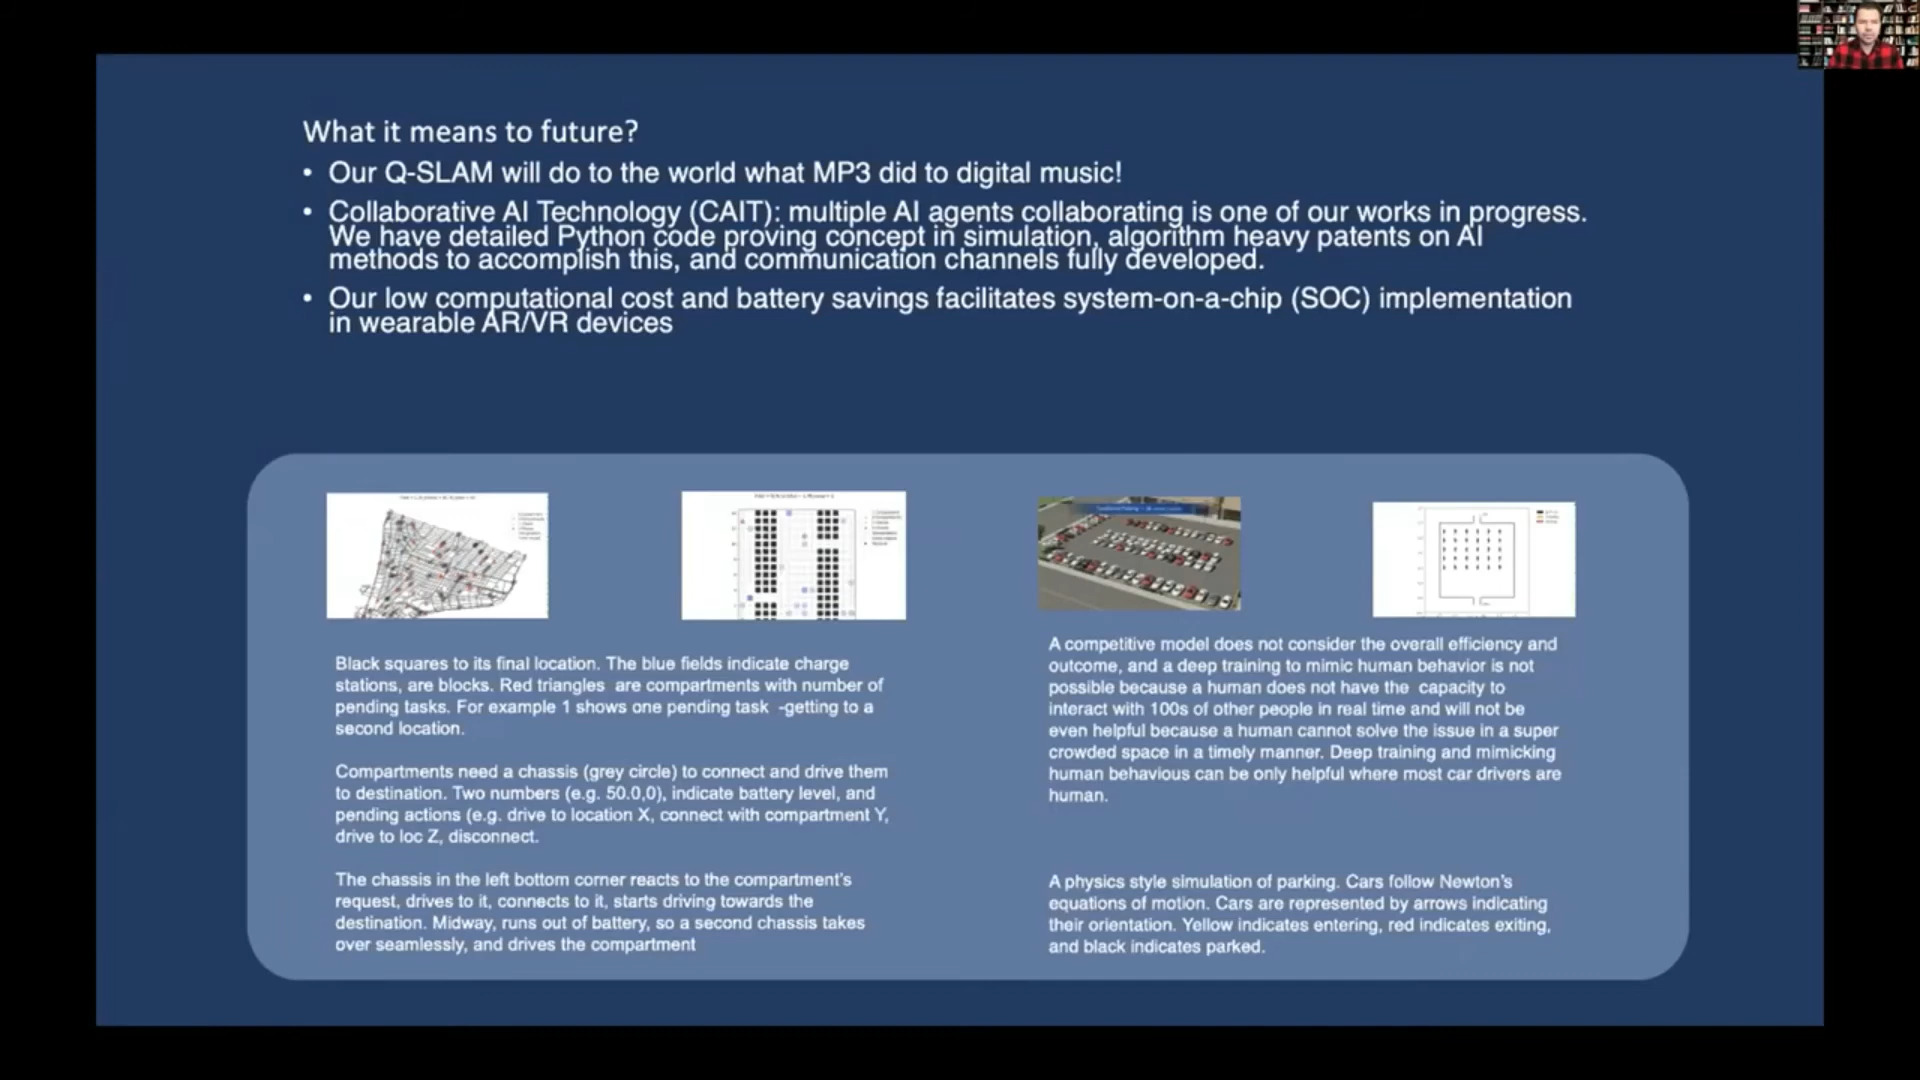 What it means to future?
• Our Q-SLAM will do to the world what MP3 did to digital music!
• Collaborative AI Technology (CAIT): multiple AI agents collaborating is one of our works in progress.
We have detailed Python code proving concept in simulation, algorithm heavy patents on AI
methods to accomplish this, and communication channels fully developed.
• Our low computational cost and battery savings facilitates system-on-a-chip (SOC) implementation
in wearable AR/VR devices
Black squares to its final location. The blue fields indicate charge
stations, are blocks. Red triangles are compartments with number of
pending tasks. For example 1 shows one pending task -getting to a
second location.
Compartments need a chassis (grey circle) to connect and drive them
to destination. Two numbers (e.g. 50.0,0), indicate battery level, and
pending actions (e.g. drive to location X, connect with compartment Y,
drive to loc Z, disconnect.
The chassis in the left bottom corner reacts to the compartment's
request, drives to it, connects to it, starts driving towards the
destination. Midway, runs out of battery, so a second chassis takes
over seamlessly, and drives the compartment
A competitive model does not consider the overall efficiency and
outcome, and a deep training to mimic human behavior is not
possible because a human does not have the capacity to
interact with 100s of other people in real time and will not be
even helpful because a human cannot solve the issue in a super
crowded space in a timely manner. Deep training and mimicking
human behavious can be only helpful where most car drivers are
human.
A physics style simulation of parking. Cars follow Newton's
equations of motion. Cars are represented by arrows indicating
their orientation. Yellow indicates entering, red indicates exiting,
and black indicates parked.